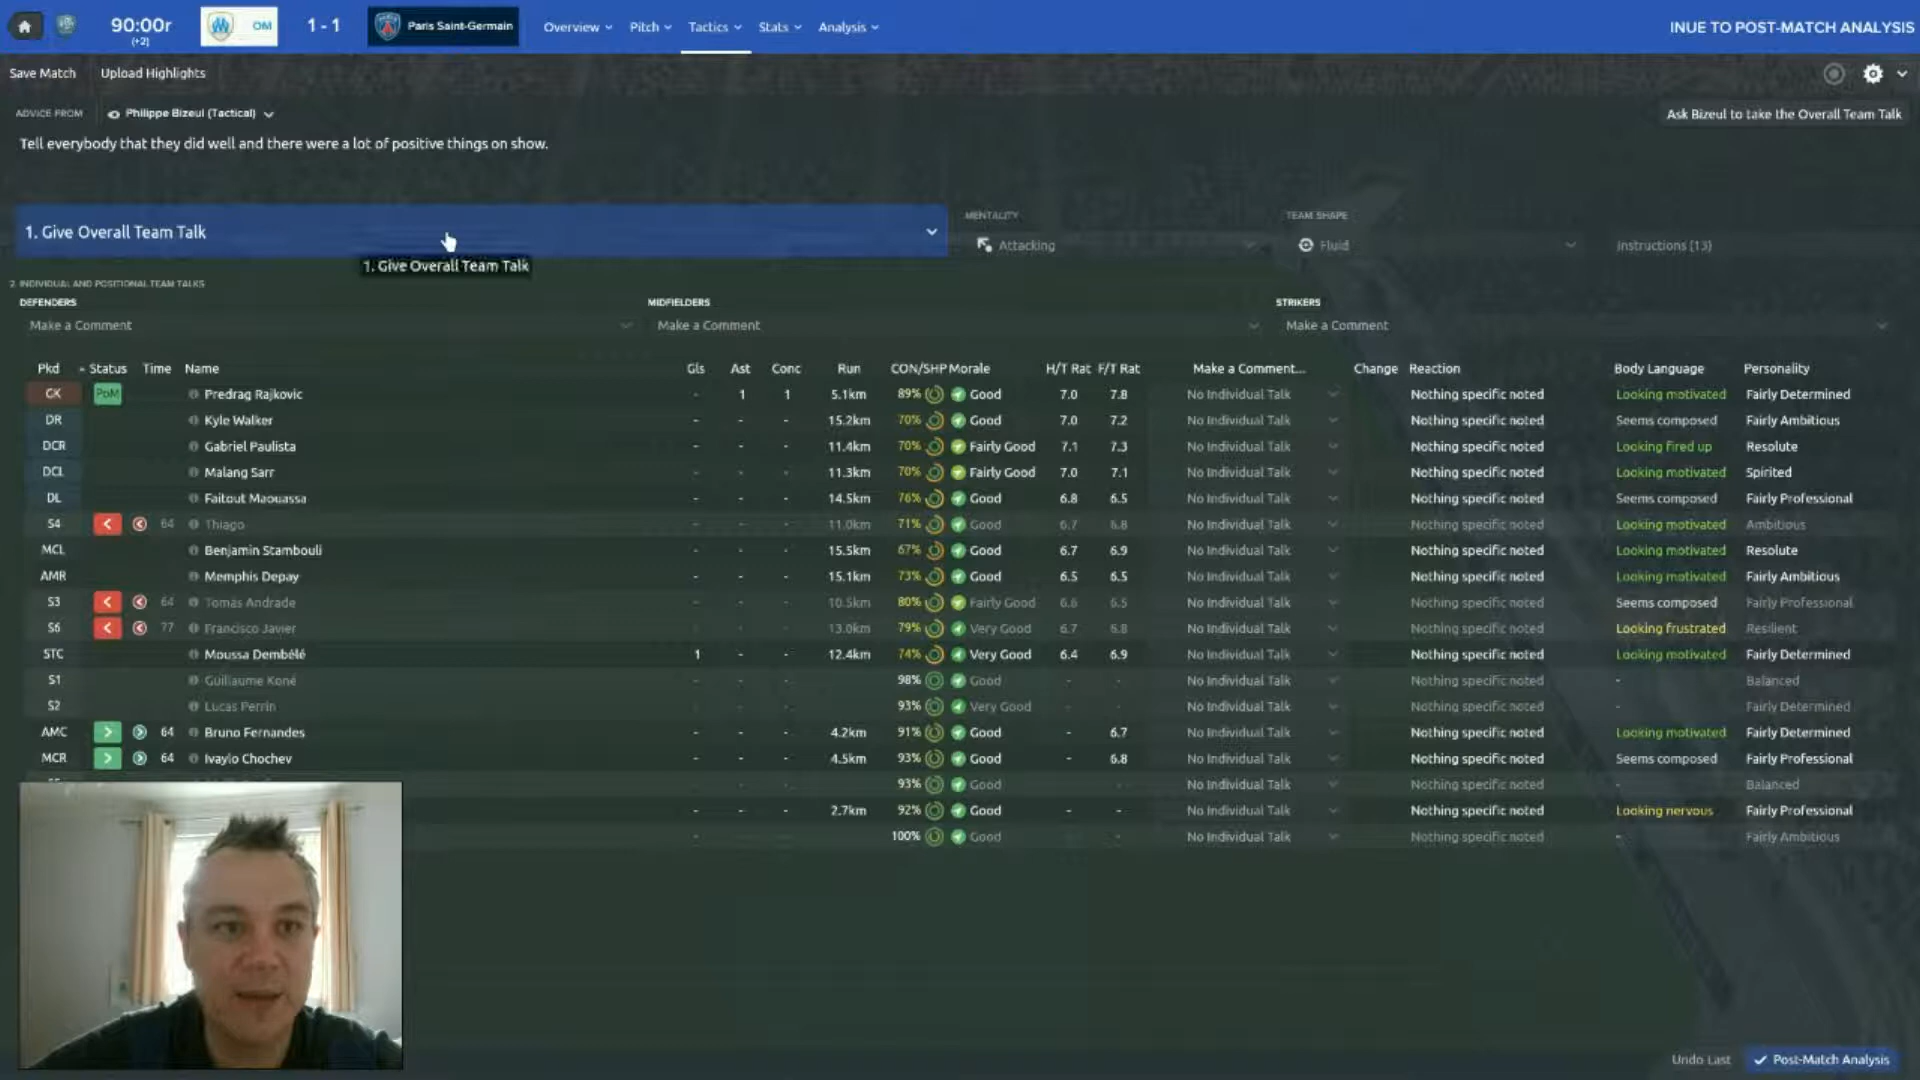 90:00r
(+2)
OM
1 - 1
Paris Saint-Germain
Overview
Pitch
Tactics
Stats
Analysis
INUE TO POST-MATCH ANALYSIS
Save Match
Upload Highlights
ADVICE FROM
Philippe Bizeul (Tactical)
Ask Bizeul to take the Overall Team Talk
Tell everybody that they did well and there were a lot of positive things on show.
MENTALITY
TEAM SHAPE
1. Give Overall Team Talk
Attacking
Fluid
Instructions (13)
1. Give Overall Team Talk
2. INDIVIDUAL AND POSITIONAL TEAM TALKS
DEFENDERS
MIDFIELDERS
STRIKERS
Make a Comment
Make a Comment
Make a Comment
Pkd Status Time Name Gls Ast Conc Run CON/SHP Morale H/T Rat F/T Rat Make a Comment... Change Reaction Body Language Personality
GK PoM Predrag Rajkovic - 1 1 5.1km 89% Good 7.0 7.8 No Individual Talk Nothing specific noted Looking motivated Fairly Determined
DR Kyle Walker - - - 15.2km 70% Good 7.0 7.2 No Individual Talk Nothing specific noted Seems composed Fairly Ambitious
DCR Gabriel Paulista - - - 11.4km 70% Fairly Good 7.1 7.3 No Individual Talk Nothing specific noted Looking fired up Resolute
DCL Malang Sarr - - - 11.3km 70% Fairly Good 7.0 7.1 No Individual Talk Nothing specific noted Looking motivated Spirited
DL Faitout Maouassa - - - 14.5km 76% Good 6.8 6.5 No Individual Talk Nothing specific noted Seems composed Fairly Professional
S4 64 Thiago - - - 11.0km 71% Good 6.7 6.8 No Individual Talk Nothing specific noted Looking motivated Ambitious
MCL Benjamin Stambouli - - - 15.5km 67% Good 6.7 6.9 No Individual Talk Nothing specific noted Looking motivated Resolute
AMR Memphis Depay - - - 15.1km 73% Good 6.5 6.5 No Individual Talk Nothing specific noted Looking motivated Fairly Ambitious
S3 64 Tomás Andrade - - - 10.5km 80% Fairly Good 6.6 6.5 No Individual Talk Nothing specific noted Seems composed Fairly Professional
S6 77 Francisco Javier - - - 13.0km 79% Very Good 6.7 6.8 No Individual Talk Nothing specific noted Looking frustrated Resilient
STC Moussa Dembélé 1 - - 12.4km 74% Very Good 6.4 6.9 No Individual Talk Nothing specific noted Looking motivated Fairly Determined
S1 Guillaume Koné - - - 98% Good - - No Individual Talk Nothing specific noted - Balanced
S2 Lucas Perrin - - - 93% Very Good - - No Individual Talk Nothing specific noted - Fairly Determined
AMC 64 Bruno Fernandes - - - 4.2km 91% Good - 6.7 No Individual Talk Nothing specific noted Looking motivated Fairly Determined
MCR 64 Ivaylo Chochev - - - 4.5km 93% Good - 6.8 No Individual Talk Nothing specific noted Seems composed Fairly Professional
- - - 93% Good - - No Individual Talk Nothing specific noted - Balanced
- - - 2.7km 92% Good - - No Individual Talk Nothing specific noted Looking nervous Fairly Professional
- - - 100% Good - - No Individual Talk Nothing specific noted - Fairly Ambitious
Undo Last
Post-Match Analysis